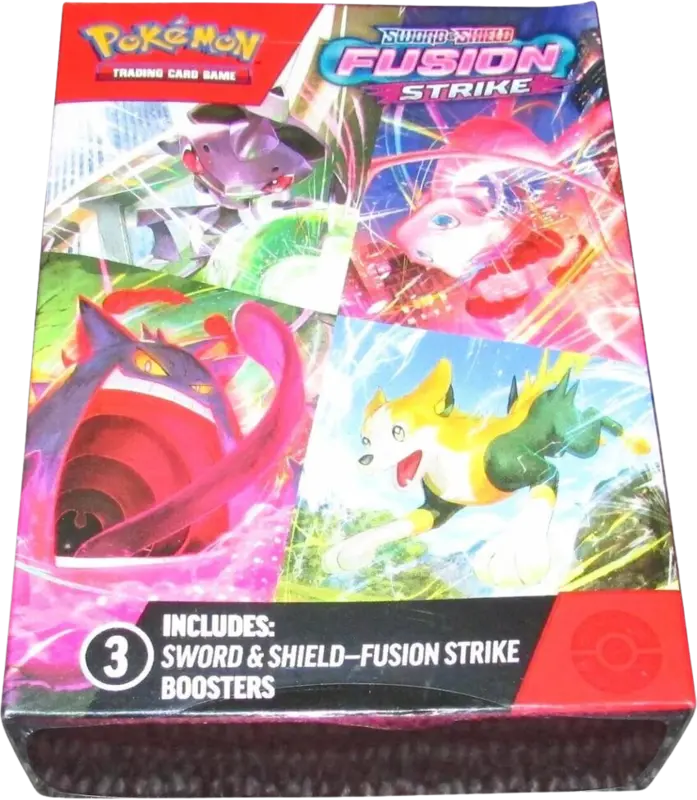 POKéMON
TRADING CARD GAME
SWORD & SHIELD
FUSION
STRIKE
3
INCLUDES:
SWORD & SHIELD—FUSION STRIKE
BOOSTERS